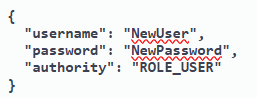 {
"username": "NewUser",
"password": "NewPassword",
"authority": "ROLE_USER"
}